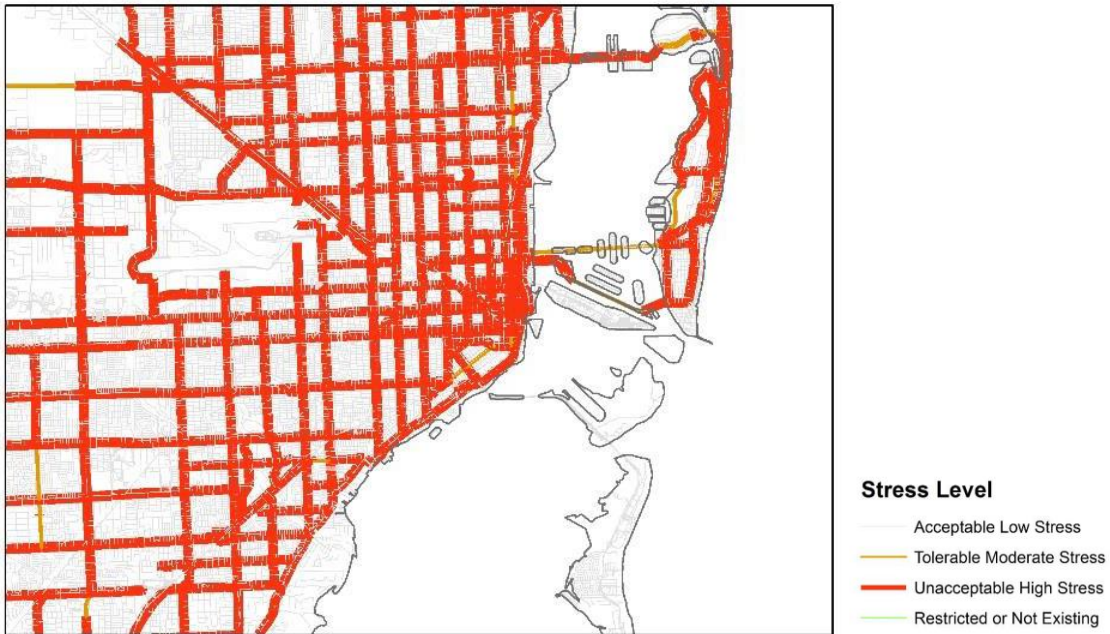 Stress Level
Acceptable Low Stress
Tolerable Moderate Stress
Unacceptable High Stress
Restricted or Not Existing